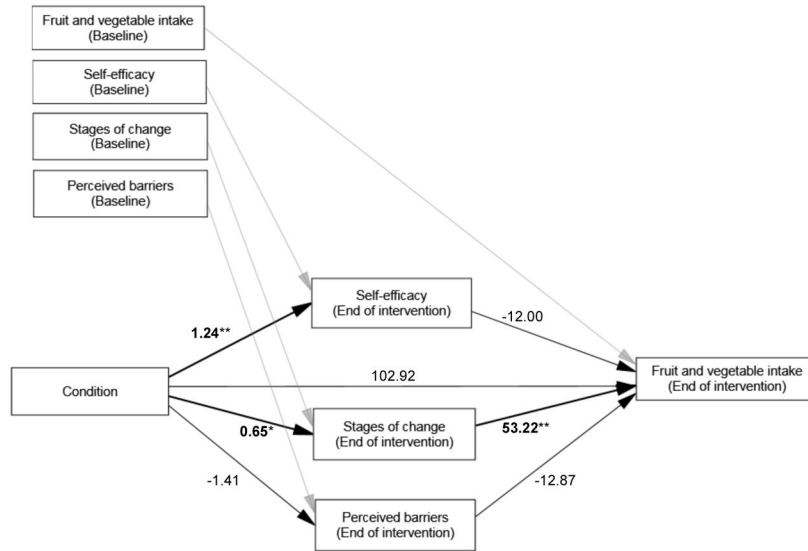 Fruit and vegetable intake
(Baseline)
Self-efficacy
(Baseline)
Stages of change
(Baseline)
Perceived barriers
(Baseline)
Self-efficacy
(End of intervention)
-12.00
1.24**
Condition
102.92
Fruit and vegetable intake
(End of intervention)
0.65*
Stages of change
(End of intervention)
53.22**
-1.41
-12.87
Perceived barriers
(End of intervention)